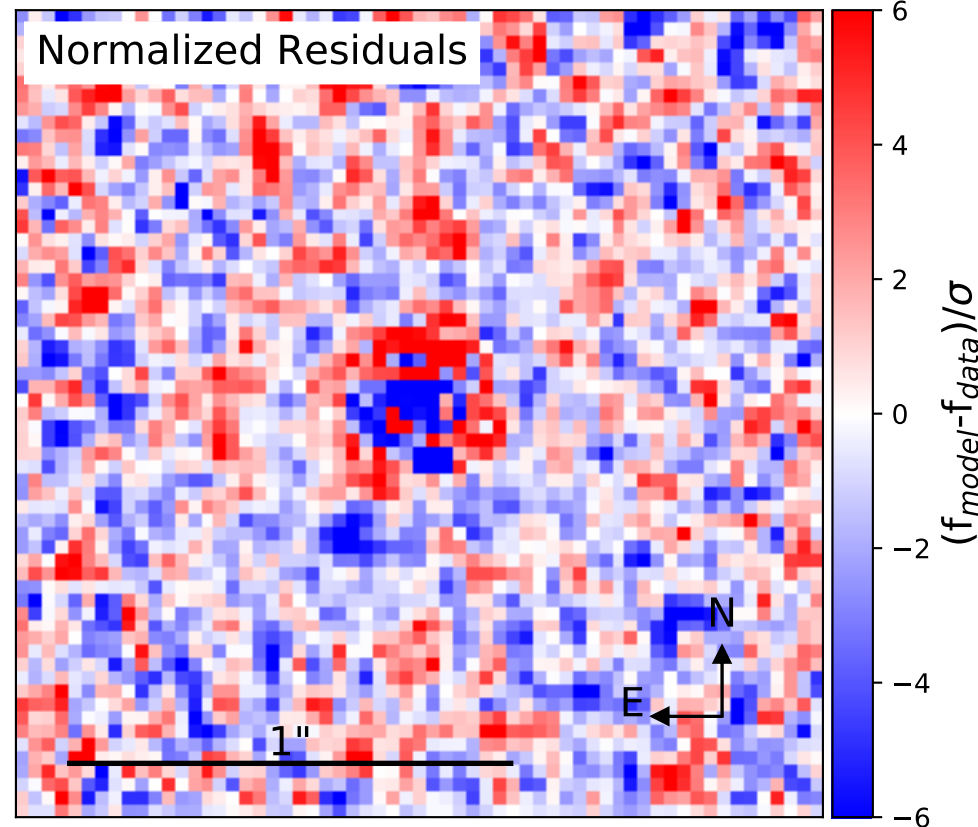 Normalized Residuals
6
4
2
0
−2
−4
−6
(f_model-f_data)/σ
N
E
1"